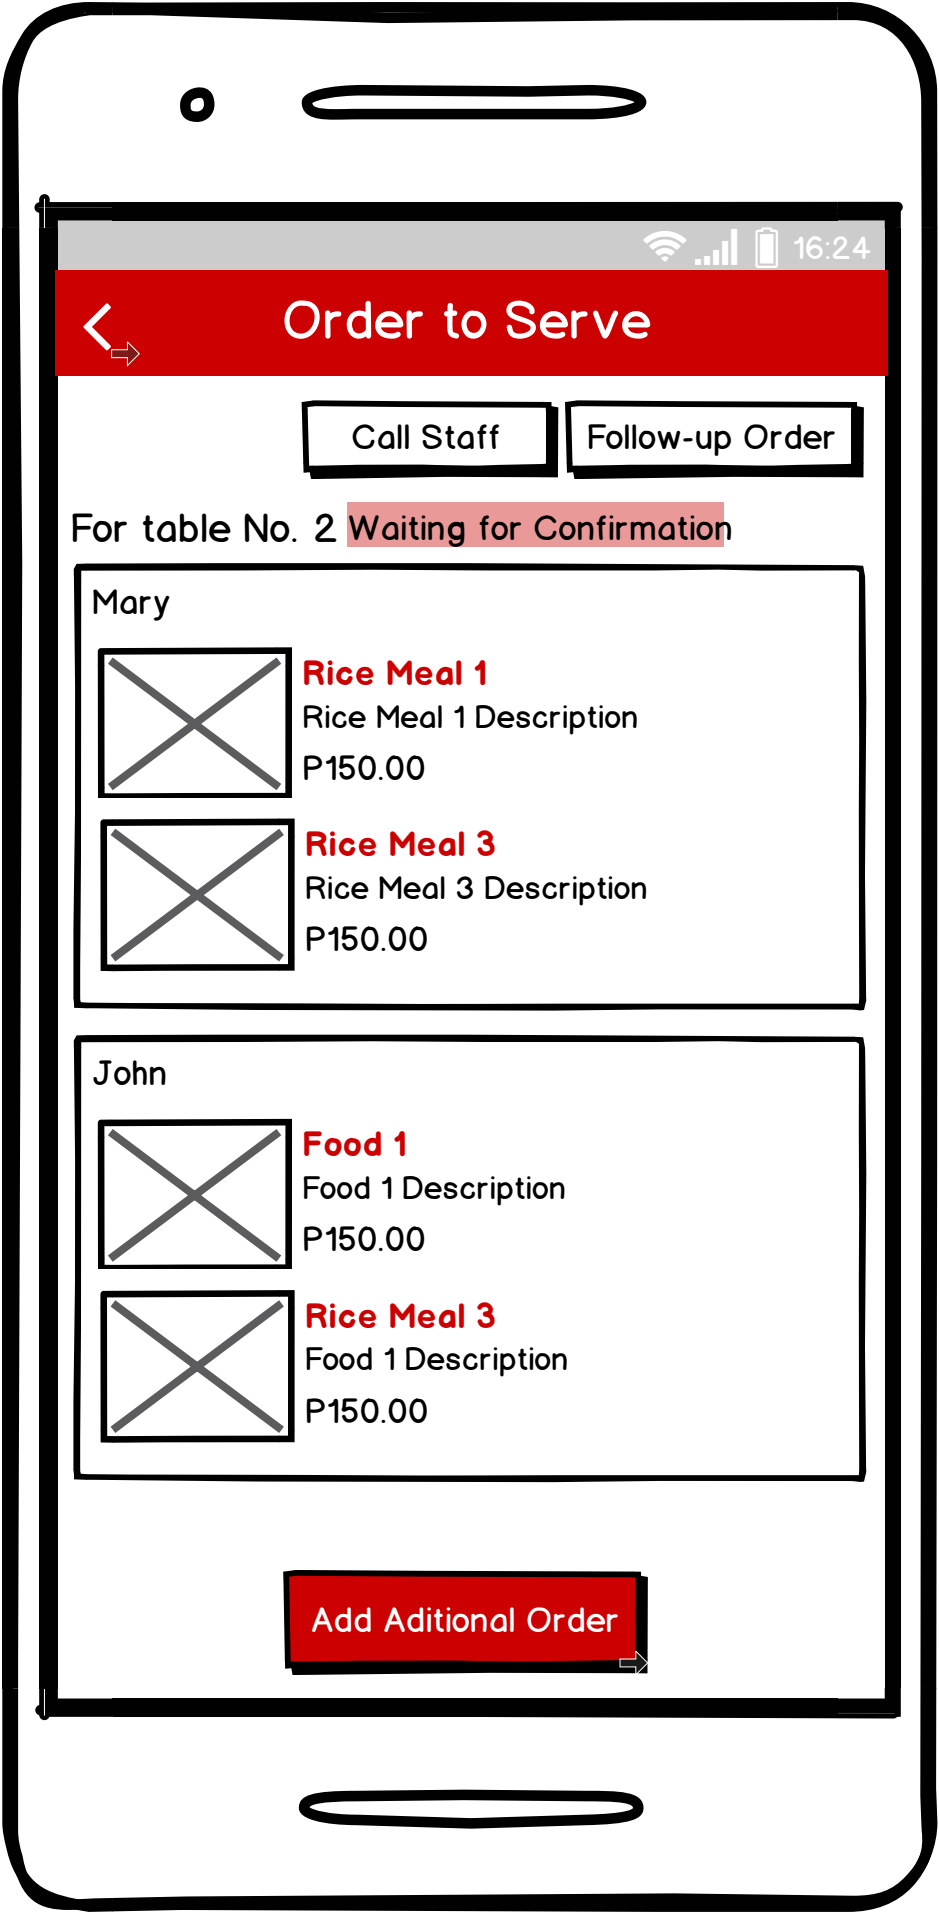 16:24
Order to Serve
Call Staff
Follow-up Order
For table No. 2 Waiting for Confirmation
Mary
Rice Meal 1
Rice Meal 1 Description
P150.00
Rice Meal 3
Rice Meal 3 Description
P150.00
John
Food 1
Food 1 Description
P150.00
Rice Meal 3
Food 1 Description
P150.00
Add Aditional Order